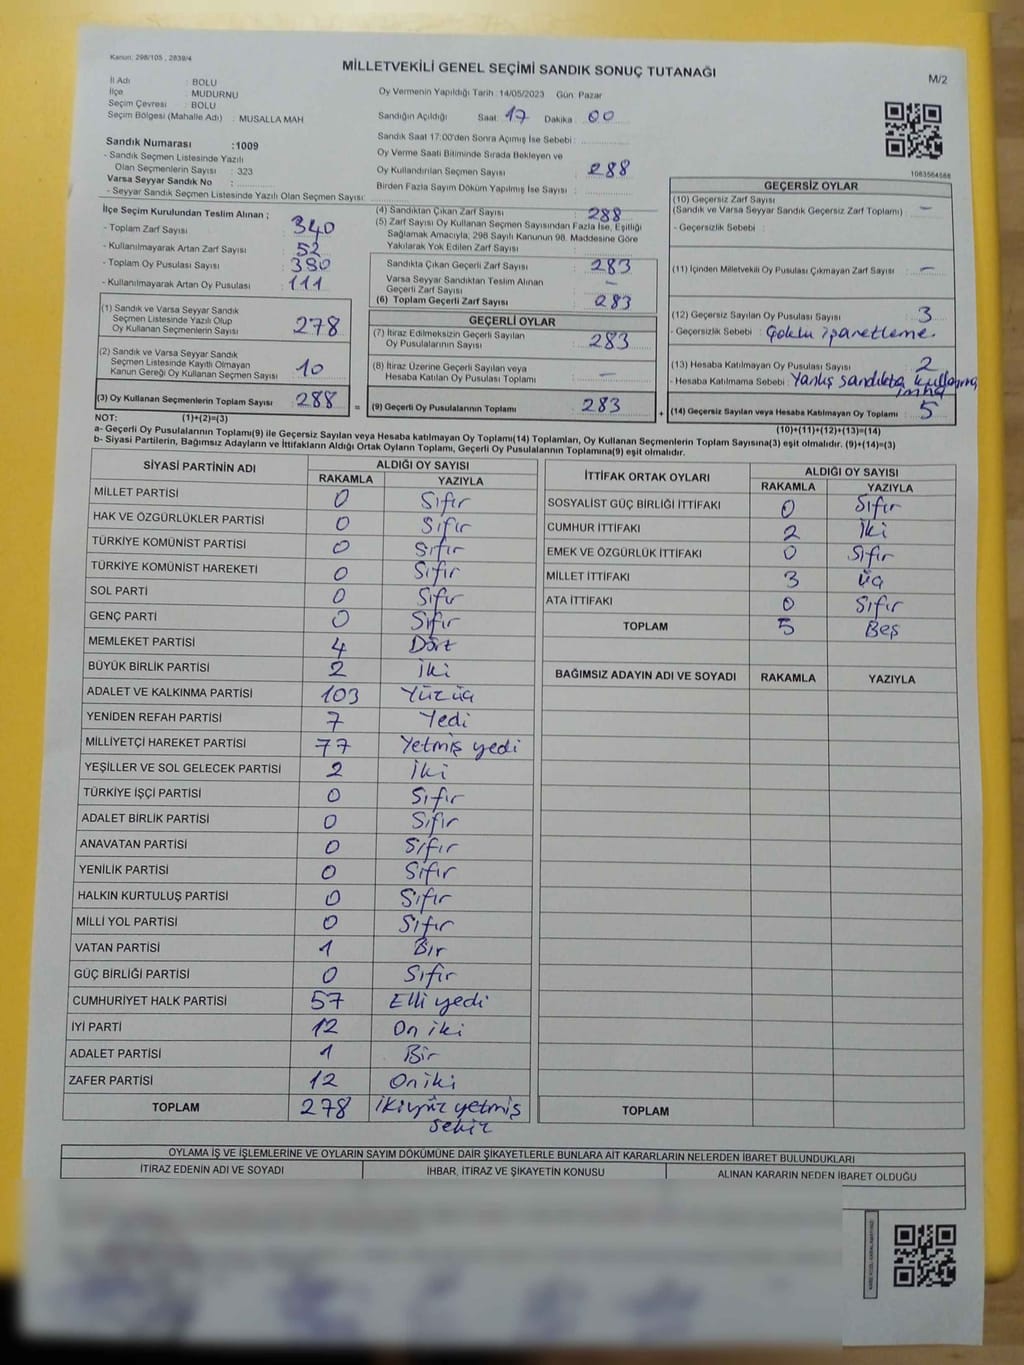 Kanun: 298/105 , 2839/4
MİLLETVEKİLİ GENEL SEÇİMİ SANDIK SONUÇ TUTANAĞI
M/2
İl Adı : BOLU
İlçe : MUDURNU
Seçim Çevresi : BOLU
Seçim Bölgesi (Mahalle Adı) : MUSALLA MAH
Oy Vermenin Yapıldığı Tarih :14/05/2023 Gün Pazar
Sandığın Açıldığı Saat : 17 Dakika : 00
Sandık Saat 17:00'den Sonra Açımış İse Sebebi :
Sandık Numarası :1009
- Sandık Seçmen Listesinde Yazılı
Olan Seçmenlerin Sayısı : 323
Varsa Seyyar Sandık No :
- Seyyar Sandık Seçmen Listesinde Yazılı Olan Seçmen Sayısı:
Oy Verme Saati Bitiminde Sırada Bekleyen ve
Oy Kullandırılan Seçmen Sayısı : 288
Birden Fazla Sayım Döküm Yapılmış İse Sayısı :
1063564568
İlçe Seçim Kurulundan Teslim Alınan ;
- Toplam Zarf Sayısı : 340
- Kullanılmayarak Artan Zarf Sayısı : 52
- Toplam Oy Pusulası Sayısı : 390
- Kullanılmayarak Artan Oy Pusulası : 111
(1) Sandık ve Varsa Seyyar Sandık
Seçmen Listesinde Yazılı Olup
Oy Kullanan Seçmenlerin Sayısı : 278
(2) Sandık ve Varsa Seyyar Sandık
Seçmen Listesinde Kayıtlı Olmayan
Kanun Gereği Oy Kullanan Seçmen Sayısı : 10
(3) Oy Kullanan Seçmenlerin Toplam Sayısı : 288
(4) Sandıktan Çıkan Zarf Sayısı : 288
(5) Zarf Sayısı Oy Kullanan Seçmen Sayısından Fazla İse, Eşitliği
Sağlamak Amacıyla, 298 Sayılı Kanunun 98. Maddesine Göre
Yakılarak Yok Edilen Zarf Sayısı :
Sandıkta Çıkan Geçerli Zarf Sayısı : 283
Varsa Seyyar Sandıktan Teslim Alınan
Geçerli Zarf Sayısı : —
(6) Toplam Geçerli Zarf Sayısı : 283
GEÇERLİ OYLAR
(7) İtiraz Edilmeksizin Geçerli Sayılan
Oy Pusulalarının Sayısı : 283
(8) İtiraz Üzerine Geçerli Sayılan veya
Hesaba Katılan Oy Pusulası Toplamı : —
= (9) Geçerli Oy Pusulalarının Toplamı : 283
GEÇERSİZ OYLAR
(10) Geçersiz Zarf Sayısı
(Sandık ve Varsa Seyyar Sandık Geçersiz Zarf Toplamı) : —
- Geçersizlik Sebebi :
(11) İçinden Milletvekili Oy Pusulası Çıkmayan Zarf Sayısı : —
(12) Geçersiz Sayılan Oy Pusulası Sayısı : 3
- Geçersizlik Sebebi : Çoklu işaretleme.
(13) Hesaba Katılmayan Oy Pusulası Sayısı : 2
- Hesaba Katılmama Sebebi : Yanlış sandıkta kullanma,
imha
+ (14) Geçersiz Sayılan veya Hesaba Katılmayan Oy Toplamı : 5
NOT: (1)+(2)=(3) (10)+(11)+(12)+(13)=(14)
a- Geçerli Oy Pusulalarının Toplamı(9) ile Geçersiz Sayılan veya Hesaba katılmayan Oy Toplamı(14) Toplamları, Oy Kullanan Seçmenlerin Toplam Sayısına(3) eşit olmalıdır. (9)+(14)=(3)
b- Siyasi Partilerin, Bağımsız Adayların ve İttifakların Aldığı Ortak Oyların Toplamı, Geçerli Oy Pusulalarının Toplamına(9) eşit olmalıdır.
SİYASİ PARTİNİN ADI ALDIĞI OY SAYISI
RAKAMLA YAZIYLA
MİLLET PARTİSİ 0 Sıfır
HAK VE ÖZGÜRLÜKLER PARTİSİ 0 Sıfır
TÜRKİYE KOMÜNİST PARTİSİ 0 Sıfır
TÜRKİYE KOMÜNİST HAREKETİ 0 Sıfır
SOL PARTİ 0 Sıfır
GENÇ PARTİ 0 Sıfır
MEMLEKET PARTİSİ 4 Dört
BÜYÜK BİRLİK PARTİSİ 2 İki
ADALET VE KALKINMA PARTİSİ 103 Yüz üç
YENİDEN REFAH PARTİSİ 7 Yedi
MİLLİYETÇİ HAREKET PARTİSİ 77 Yetmiş yedi
YEŞİLLER VE SOL GELECEK PARTİSİ 2 İki
TÜRKİYE İŞÇİ PARTİSİ 0 Sıfır
ADALET BİRLİK PARTİSİ 0 Sıfır
ANAVATAN PARTİSİ 0 Sıfır
YENİLİK PARTİSİ 0 Sıfır
HALKIN KURTULUŞ PARTİSİ 0 Sıfır
MİLLİ YOL PARTİSİ 0 Sıfır
VATAN PARTİSİ 1 Bir
GÜÇ BİRLİĞİ PARTİSİ 0 Sıfır
CUMHURİYET HALK PARTİSİ 57 Elli yedi
İYİ PARTİ 12 On iki
ADALET PARTİSİ 1 Bir
ZAFER PARTİSİ 12 On iki
TOPLAM 278 İkiyüz yetmiş
sekiz
İTTİFAK ORTAK OYLARI ALDIĞI OY SAYISI
RAKAMLA YAZIYLA
SOSYALİST GÜÇ BİRLİĞİ İTTİFAKI 0 Sıfır
CUMHUR İTTİFAKI 2 İki
EMEK VE ÖZGÜRLÜK İTTİFAKI 0 Sıfır
MİLLET İTTİFAKI 3 Üç
ATA İTTİFAKI 0 Sıfır
TOPLAM 5 Beş
BAĞIMSIZ ADAYIN ADI VE SOYADI RAKAMLA YAZIYLA
TOPLAM
OYLAMA İŞ VE İŞLEMLERİNE VE OYLARIN SAYIM DÖKÜMÜNE DAİR ŞİKAYETLERLE BUNLARA AİT KARARLARIN NELERDEN İBARET BULUNDUKLARI
İTİRAZ EDENİN ADI VE SOYADI İHBAR, İTİRAZ VE ŞİKAYETİN KONUSU ALINAN KARARIN NEDEN İBARET OLDUĞU